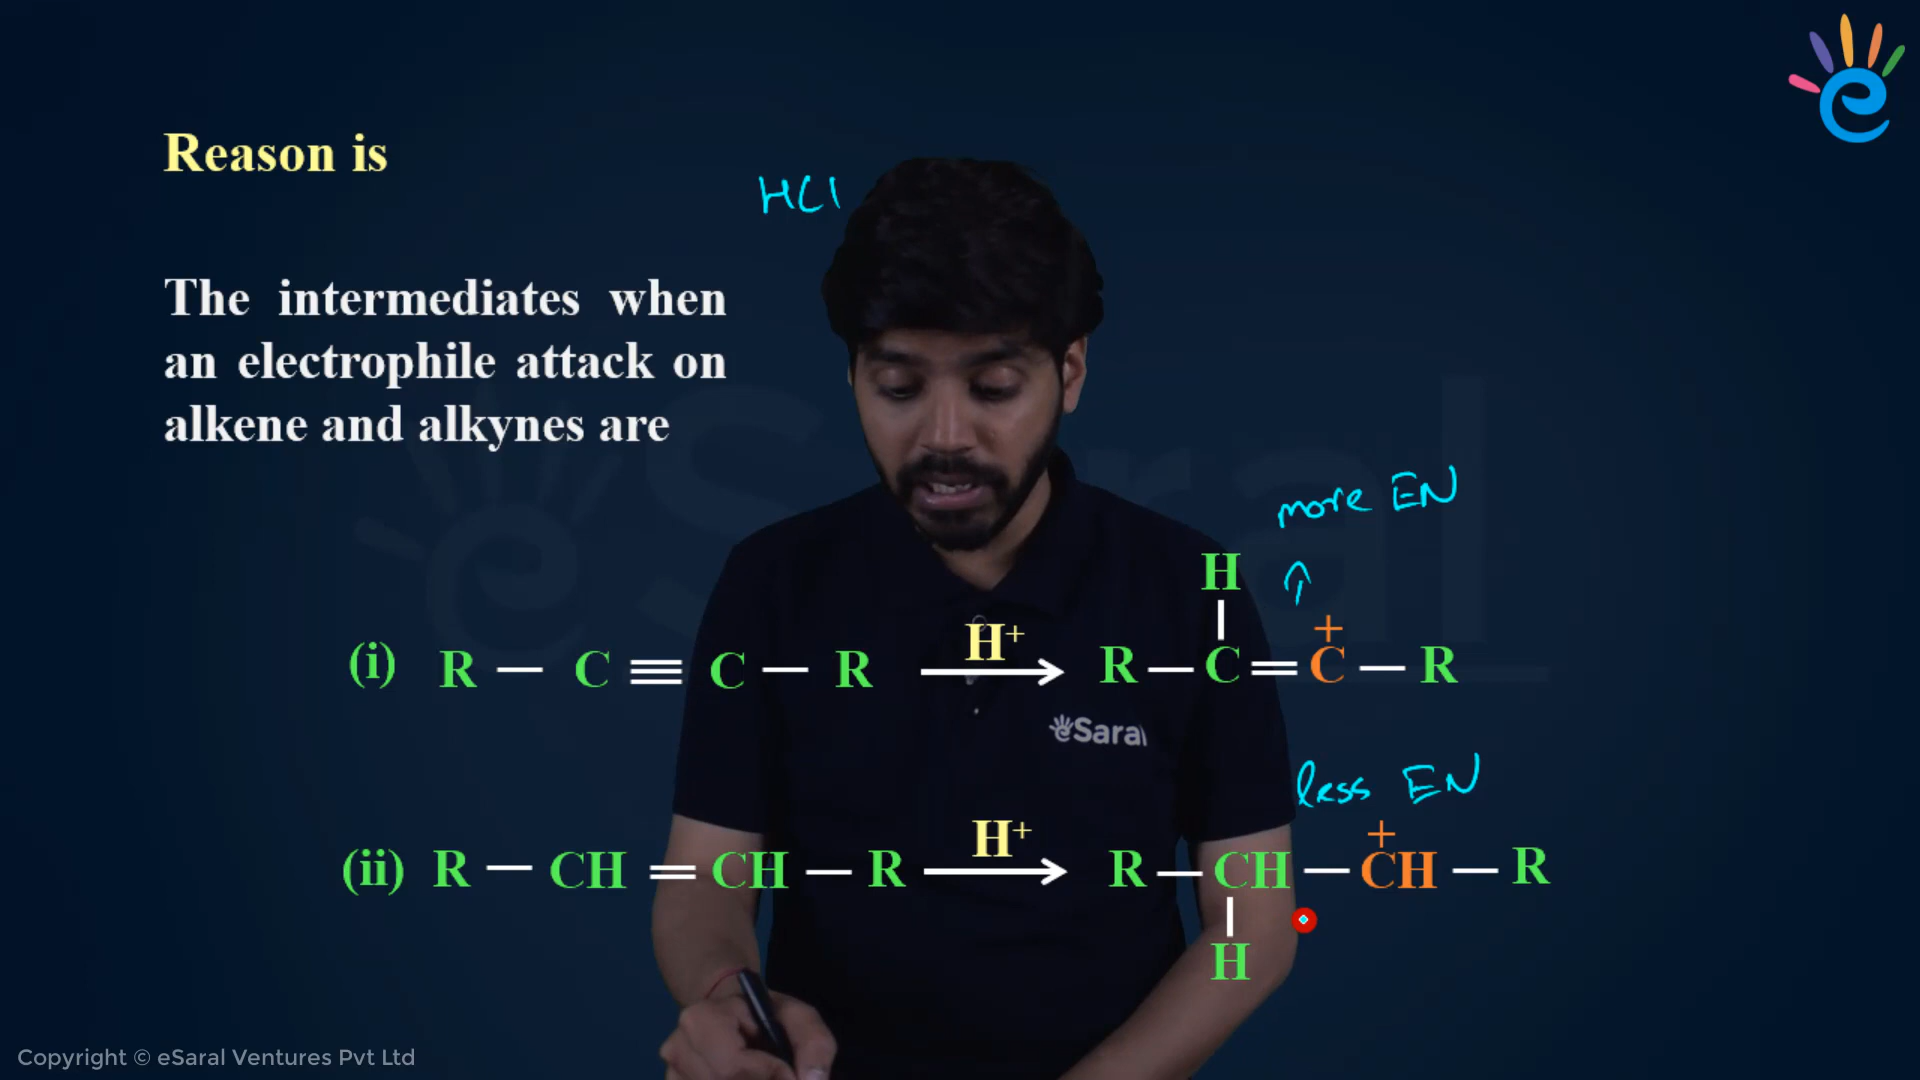 Reason is
HCl
The intermediates when
an electrophile attack on
alkene and alkynes are
more EN
↑
H
(i) R — C ≡ C — R H⁺ → R — C = C⁺ — R
eSaral
less EN
(ii) R — CH = CH — R H⁺ → R — CH — C⁺H — R
H
Copyright © eSaral Ventures Pvt Ltd